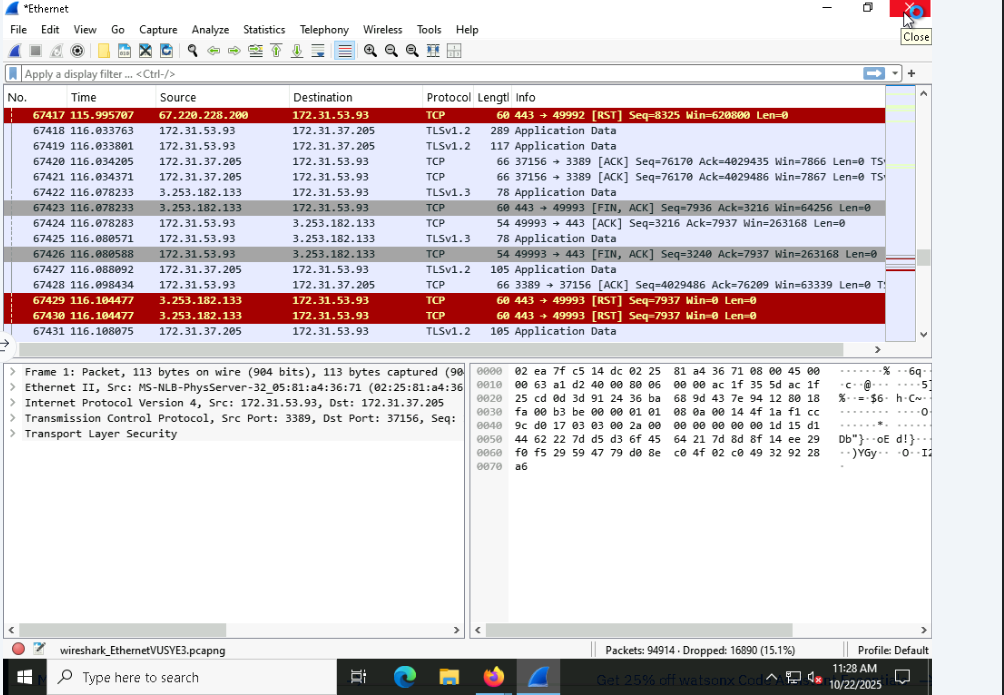 *Ethernet
File Edit View Go Capture Analyze Statistics Telephony Wireless Tools Help
Close
Apply a display filter ... <Ctrl-/>
No. Time Source Destination Protocol Lengtl Info
67417 115.995707 67.220.228.200 172.31.53.93 TCP 60 443 → 49992 [RST] Seq=8325 Win=620800 Len=0
67418 116.033763 172.31.53.93 172.31.37.205 TLSv1.2 289 Application Data
67419 116.033801 172.31.53.93 172.31.37.205 TLSv1.2 117 Application Data
67420 116.034205 172.31.37.205 172.31.53.93 TCP 66 37156 → 3389 [ACK] Seq=76170 Ack=4029435 Win=7866 Len=0 TS
67421 116.034371 172.31.37.205 172.31.53.93 TCP 66 37156 → 3389 [ACK] Seq=76170 Ack=4029486 Win=7867 Len=0 TS
67422 116.078233 3.253.182.133 172.31.53.93 TLSv1.3 78 Application Data
67423 116.078233 3.253.182.133 172.31.53.93 TCP 60 443 → 49993 [FIN, ACK] Seq=7936 Ack=3216 Win=64256 Len=0
67424 116.078283 172.31.53.93 3.253.182.133 TCP 54 49993 → 443 [ACK] Seq=3216 Ack=7937 Win=263168 Len=0
67425 116.080571 172.31.53.93 3.253.182.133 TLSv1.3 78 Application Data
67426 116.080588 172.31.53.93 3.253.182.133 TCP 54 49993 → 443 [FIN, ACK] Seq=3240 Ack=7937 Win=263168 Len=0
67427 116.088092 172.31.37.205 172.31.53.93 TLSv1.2 105 Application Data
67428 116.098434 172.31.53.93 172.31.37.205 TCP 66 3389 → 37156 [ACK] Seq=4029486 Ack=76209 Win=63339 Len=0 T
67429 116.104477 3.253.182.133 172.31.53.93 TCP 60 443 → 49993 [RST] Seq=7937 Win=0 Len=0
67430 116.104477 3.253.182.133 172.31.53.93 TCP 60 443 → 49993 [RST] Seq=7937 Win=0 Len=0
67431 116.108075 172.31.37.205 172.31.53.93 TLSv1.2 105 Application Data
Frame 1: Packet, 113 bytes on wire (904 bits), 113 bytes captured (90
Ethernet II, Src: MS-NLB-PhysServer-32_05:81:a4:36:71 (02:25:81:a4:36
Internet Protocol Version 4, Src: 172.31.53.93, Dst: 172.31.37.205
Transmission Control Protocol, Src Port: 3389, Dst Port: 37156, Seq:
Transport Layer Security
0000 02 ea 7f c5 14 dc 02 25 81 a4 36 71 08 00 45 00 ·······% ··6q·
0010 00 63 a1 d2 40 00 80 06 00 00 ac 1f 35 5d ac 1f ·c··@··· ····5]
0020 25 cd 0d 3d 91 24 36 ba 68 9d 43 7e 94 12 80 18 %··=·$6· h·C~··
0030 fa 00 b3 be 00 00 01 01 08 0a 00 14 4f 1a f1 cc ········ ····O·
0040 9c d0 17 03 03 00 2a 00 00 00 00 00 00 1d 15 d1 ······*· ······
0050 44 62 22 7d d5 d3 6f 45 64 21 7d 8d 8f 14 ee 29 Db"}··oE d!}···
0060 f0 f5 29 59 47 79 d0 8e c0 4f 02 c0 49 32 92 28 ··)YGy·· ·O··I2
0070 a6 ·
wireshark_EthernetVUSYE3.pcapng
Packets: 94914 · Dropped: 16890 (15.1%)
Profile: Default
Type here to search
Get 25% off watsonx Code
11:28 AM
10/22/2025